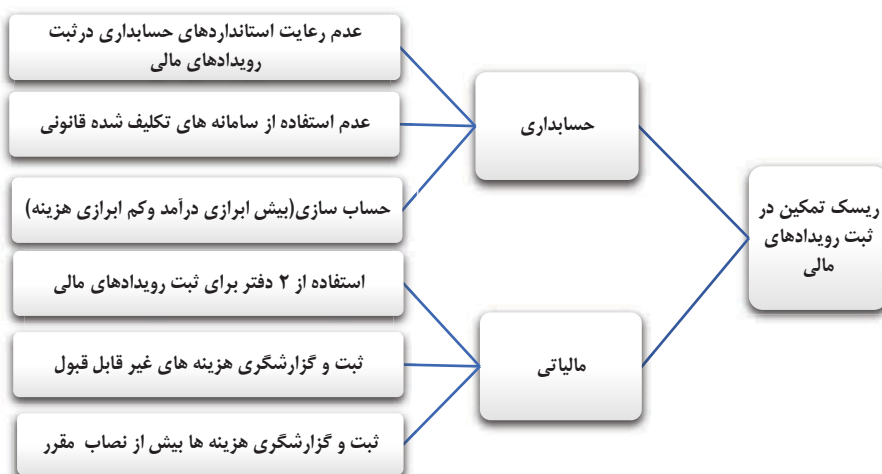 ریسک تمکین در
ثبت رویدادهای
مالی
حسابداری
عدم رعایت استانداردهای حسابداری درثبت
رویدادهای مالی
عدم استفاده از سامانه های تکلیف شده قانونی
حساب سازی(بیش ابرازی درآمد وکم ابرازی هزینه)
مالیاتی
استفاده از ۲ دفتر برای ثبت رویدادهای مالی
ثبت و گزارشگری هزینه های غیر قابل قبول
ثبت و گزارشگری هزینه ها بیش از نصاب مقرر